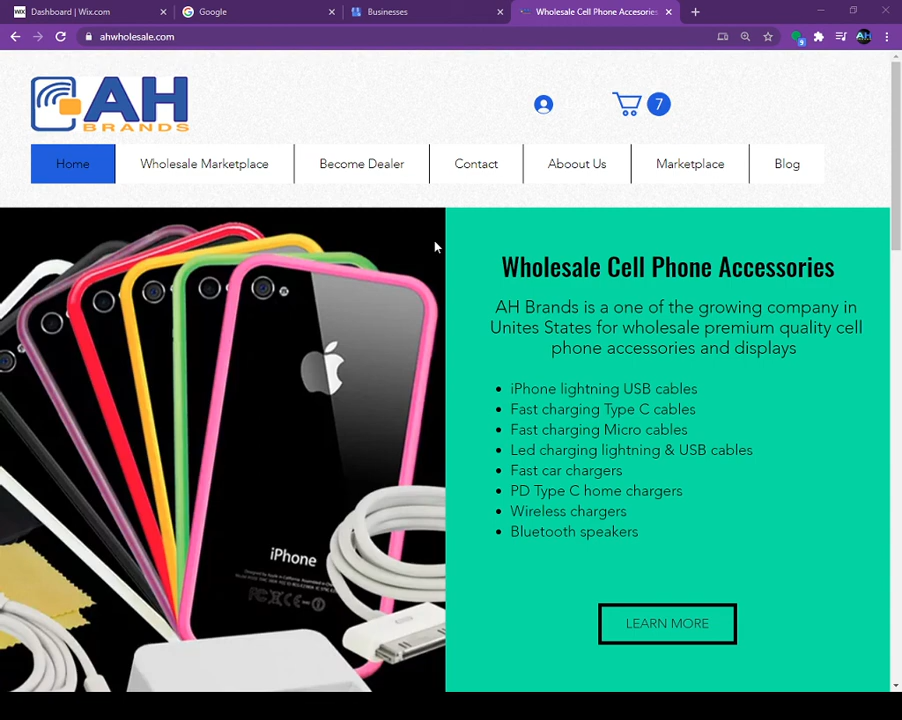 Dashboard | Wix.com
Google
Businesses
Wholesale Cell Phone Accesories
ahwholesale.com
AH
BRANDS
7
Home
Wholesale Marketplace
Become Dealer
Contact
Aboout Us
Marketplace
Blog
Wholesale Cell Phone Accessories
AH Brands is a one of the growing company in
Unites States for wholesale premium quality cell
phone accessories and displays
iPhone lightning USB cables
Fast charging Type C cables
Fast charging Micro cables
Led charging lightning & USB cables
Fast car chargers
PD Type C home chargers
Wireless chargers
Bluetooth speakers
LEARN MORE
iPhone